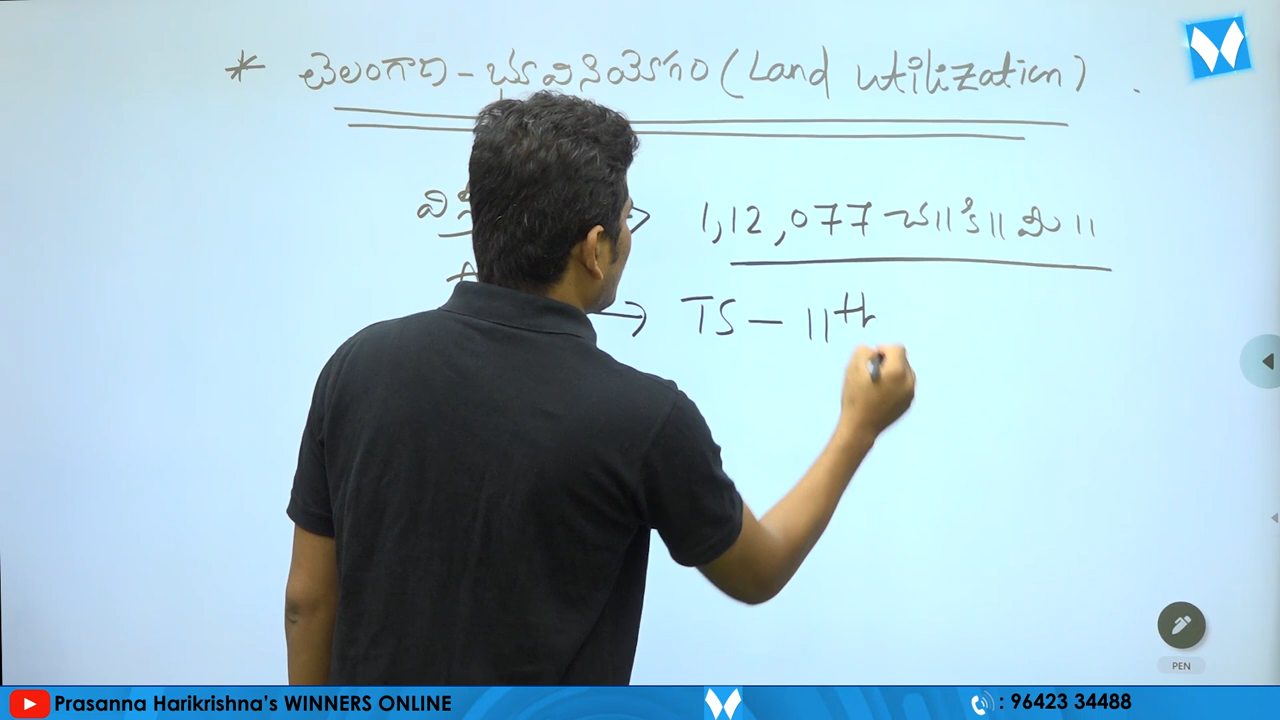 * తెలంగాణ - భూ వినియోగం (Land Utilization)
1,12,077 చ॥కి॥మీ॥
→ TS - 11th
PEN
Prasanna Harikrishna's WINNERS ONLINE
: 96423 34488